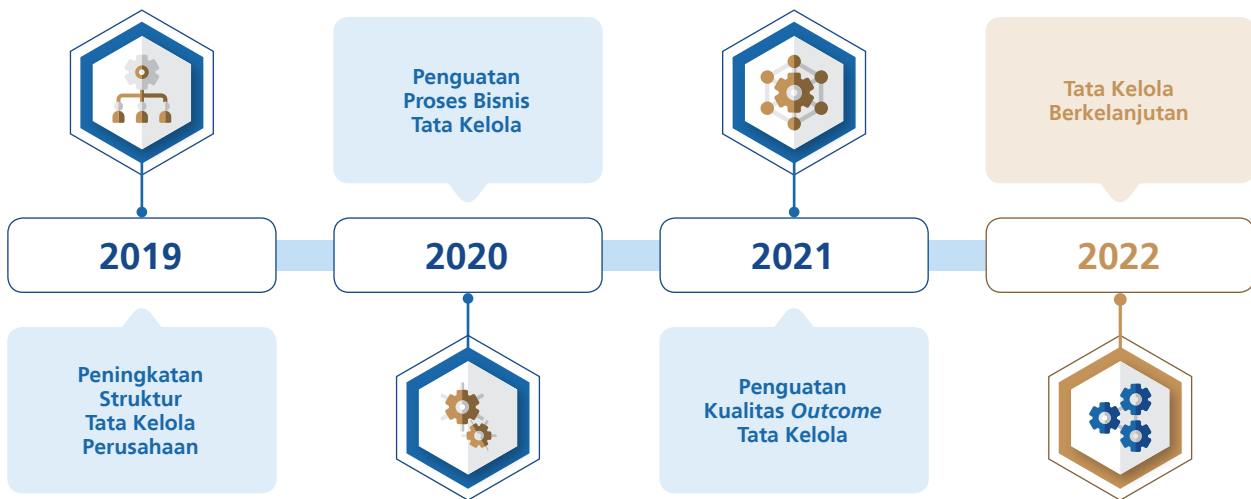 2019
Peningkatan
Struktur
Tata Kelola
Perusahaan
Penguatan
Proses Bisnis
Tata Kelola
2020
2021
Penguatan
Kualitas Outcome
Tata Kelola
Tata Kelola
Berkelanjutan
2022